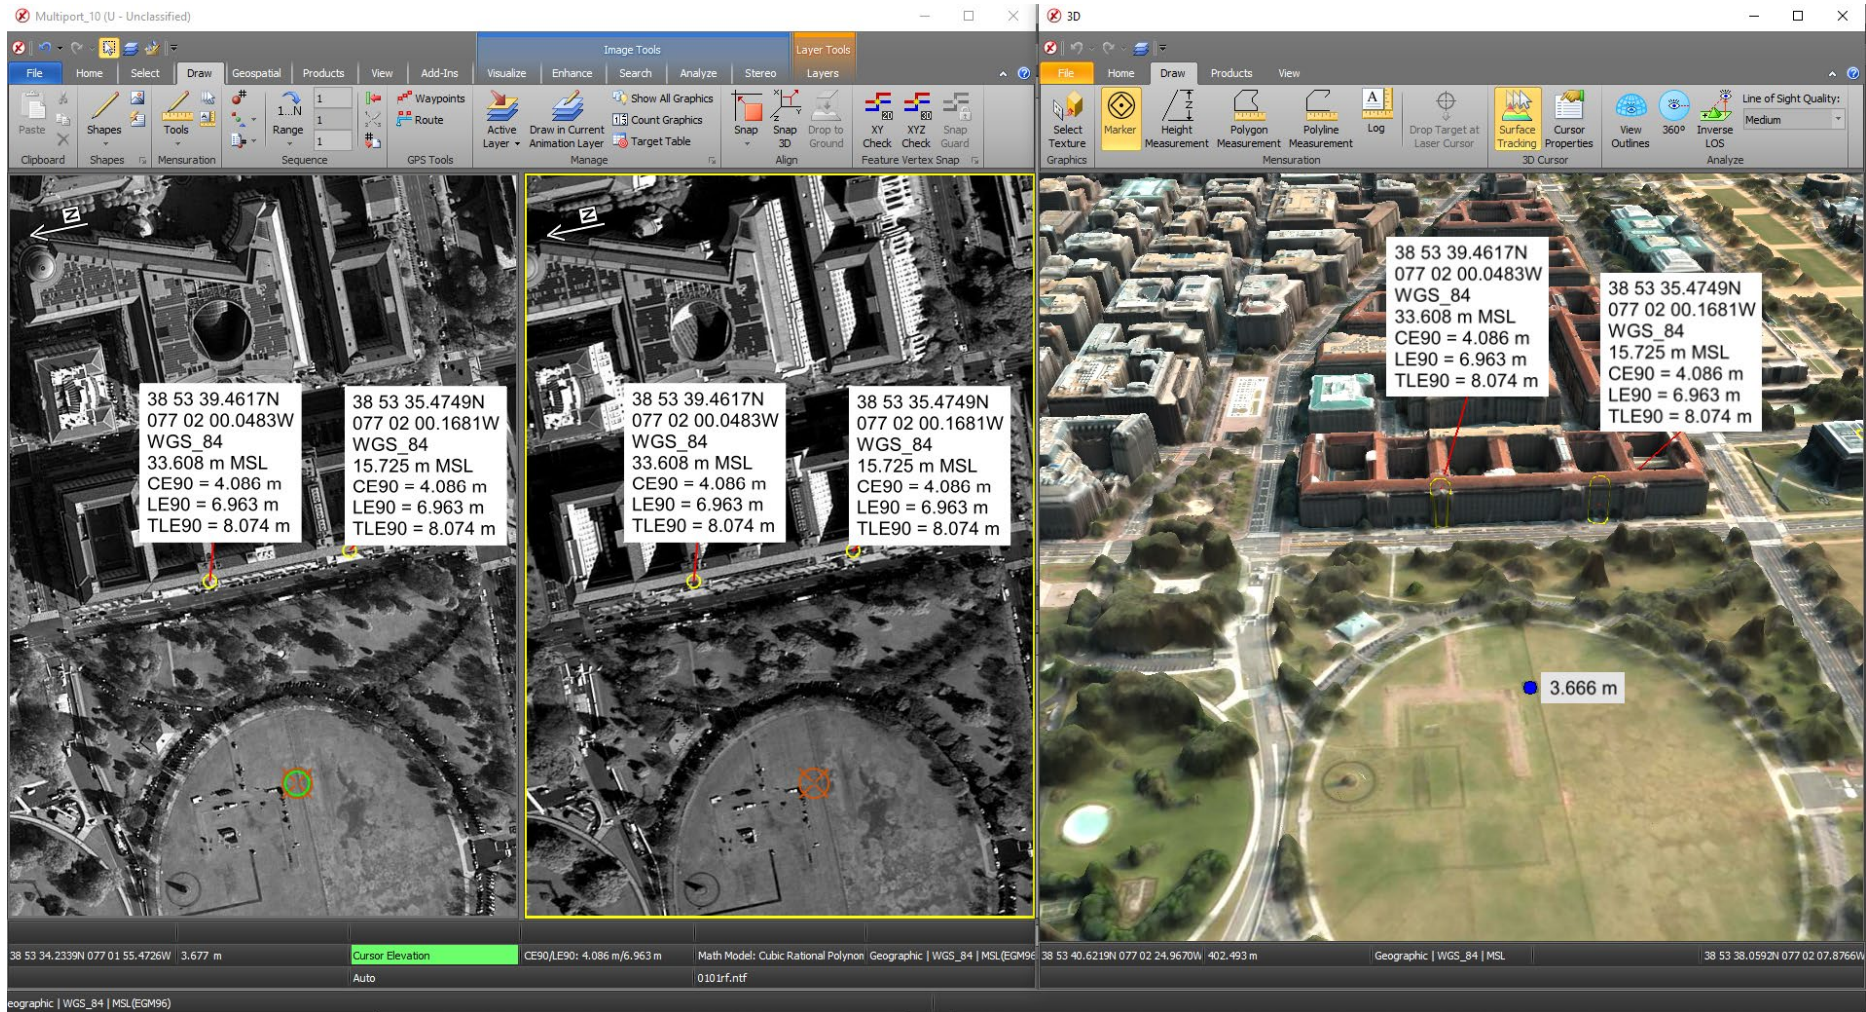 Multiport_10 (U - Unclassified)
Image Tools
Layer Tools
File
Home
Select
Draw
Geospatial
Products
View
Add-Ins
Visualize
Enhance
Search
Analyze
Stereo
Layers
Paste
Clipboard
Shapes
Shapes
Tools
Mensuration
1...N
Range
1
1
1
Sequence
Waypoints
Route
GPS Tools
Active
Layer
Draw in Current
Animation Layer
Show All Graphics
Count Graphics
Target Table
Manage
Snap
Snap
3D
Drop to
Ground
Align
XY
Check
XYZ
Check
Snap
Guard
Feature Vertex Snap
N
38 53 39.4617N
077 02 00.0483W
WGS_84
33.608 m MSL
CE90 = 4.086 m
LE90 = 6.963 m
TLE90 = 8.074 m
38 53 35.4749N
077 02 00.1681W
WGS_84
15.725 m MSL
CE90 = 4.086 m
LE90 = 6.963 m
TLE90 = 8.074 m
N
38 53 39.4617N
077 02 00.0483W
WGS_84
33.608 m MSL
CE90 = 4.086 m
LE90 = 6.963 m
TLE90 = 8.074 m
38 53 35.4749N
077 02 00.1681W
WGS_84
15.725 m MSL
CE90 = 4.086 m
LE90 = 6.963 m
TLE90 = 8.074 m
38 53 34.2339N 077 01 55.4726W
3.677 m
Cursor Elevation
CE90/LE90: 4.086 m/6.963 m
Math Model: Cubic Rational Polynon
Geographic | WGS_84 | MSL(EGM96
Auto
0101rf.ntf
eographic | WGS_84 | MSL(EGM96)
3D
File
Home
Draw
Products
View
Select
Texture
Graphics
Marker
Height
Measurement
Polygon
Measurement
Polyline
Measurement
A
Log
Drop Target at
Laser Cursor
Mensuration
Surface
Tracking
Cursor
Properties
3D Cursor
View
Outlines
360°
Inverse
LOS
Line of Sight Quality:
Medium
Analyze
38 53 39.4617N
077 02 00.0483W
WGS_84
33.608 m MSL
CE90 = 4.086 m
LE90 = 6.963 m
TLE90 = 8.074 m
38 53 35.4749N
077 02 00.1681W
WGS_84
15.725 m MSL
CE90 = 4.086 m
LE90 = 6.963 m
TLE90 = 8.074 m
3.666 m
38 53 40.6219N 077 02 24.9670W
402.493 m
Geographic | WGS_84 | MSL
38 53 38.0592N 077 02 07.8766W